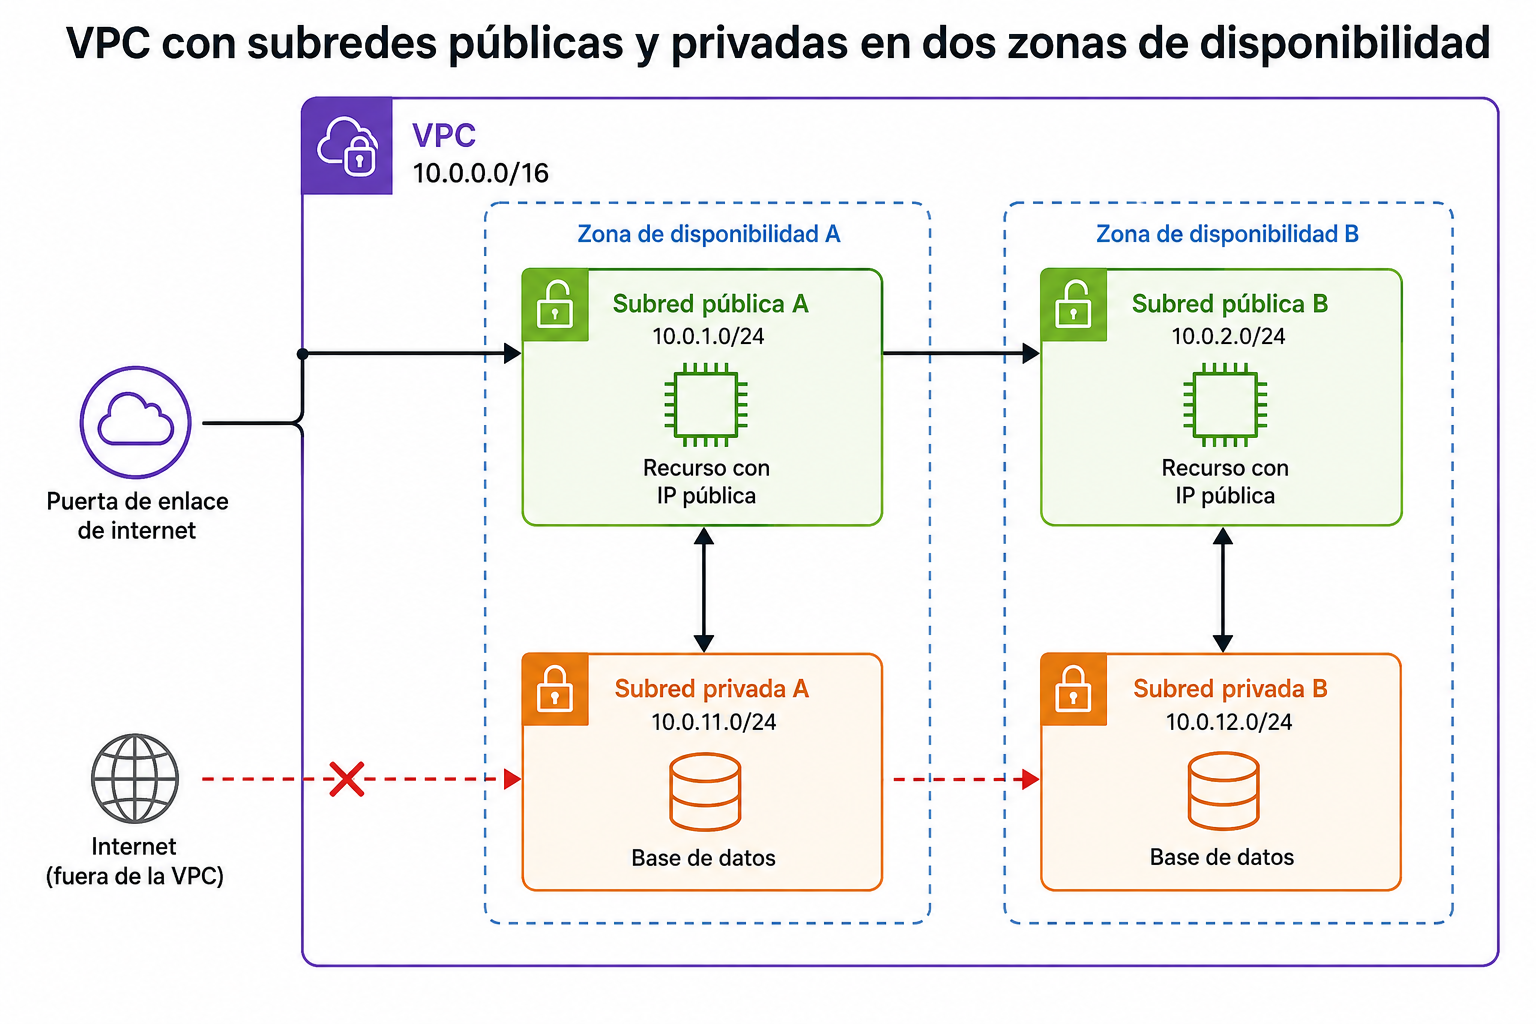 VPC con subredes públicas y privadas en dos zonas de disponibilidad
VPC
10.0.0.0/16
Zona de disponibilidad A
Zona de disponibilidad B
Subred pública A
10.0.1.0/24
Recurso con
IP pública
Subred pública B
10.0.2.0/24
Recurso con
IP pública
Puerta de enlace
de internet
Subred privada A
10.0.11.0/24
Base de datos
Subred privada B
10.0.12.0/24
Base de datos
Internet
(fuera de la VPC)